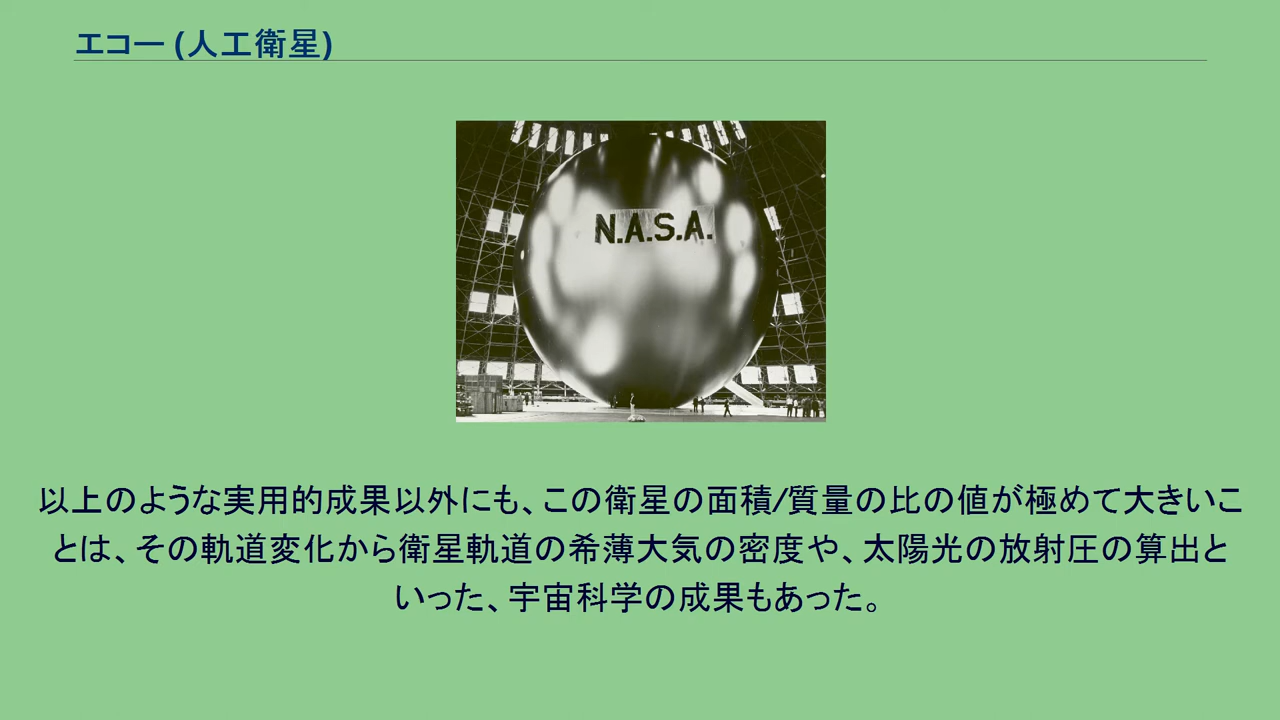 エコー (人工衛星)
N.A.S.A.
以上のような実用的成果以外にも、この衛星の面積/質量の比の値が極めて大きいこ
とは、その軌道変化から衛星軌道の希薄大気の密度や、太陽光の放射圧の算出と
いった、宇宙科学の成果もあった。